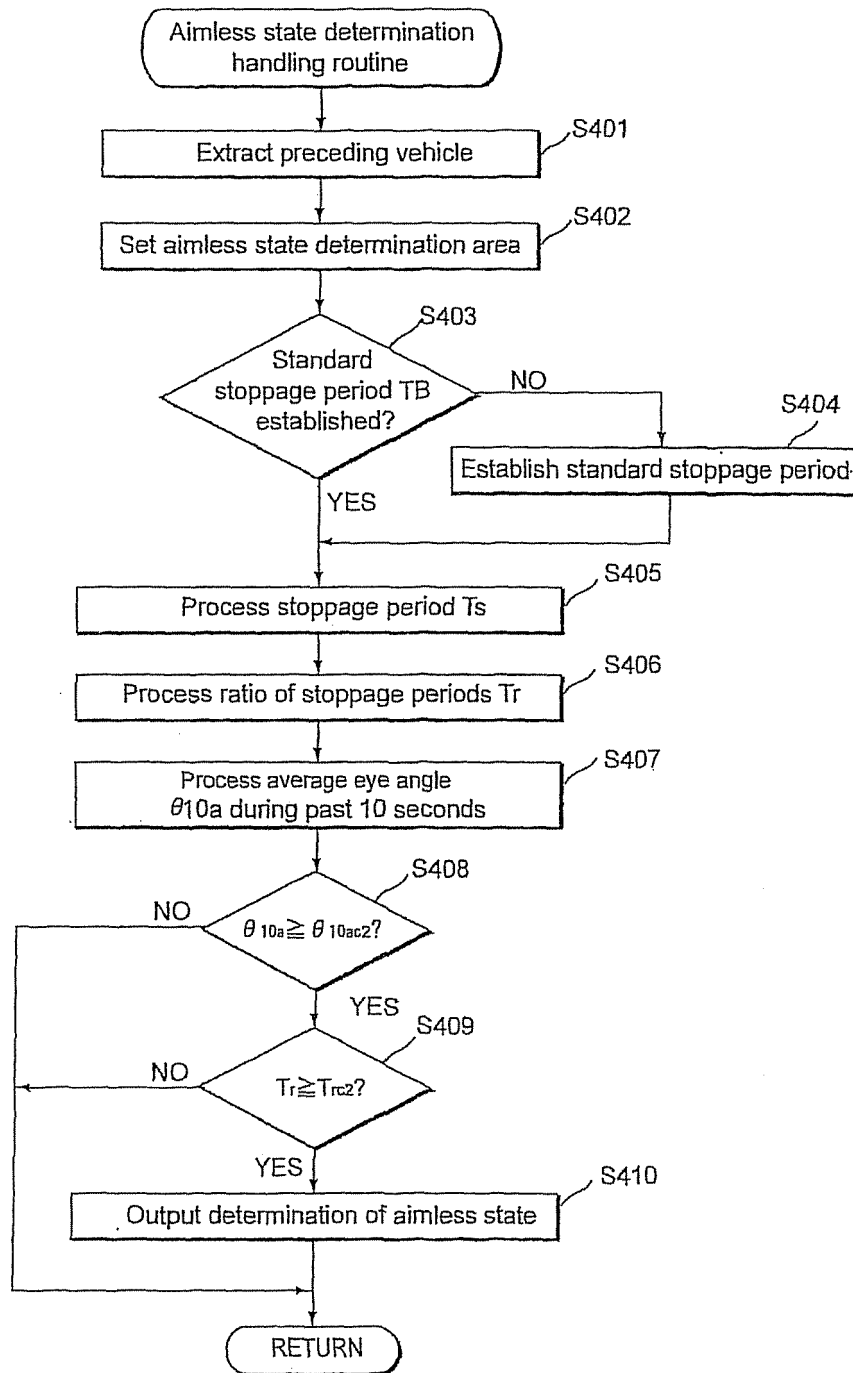 Aimless state determination
handling routine
S401
Extract preceding vehicle
S402
Set aimless state determination area
S403
Standard
stoppage period TB
established?
NO
S404
Establish standard stoppage period
YES
S405
Process stoppage period Ts
S406
Process ratio of stoppage periods Tr
S407
Process average eye angle
θ10a during past 10 seconds
S408
NO
θ10a≧θ10ac2?
YES
S409
NO
Tr≧Trc2?
YES
S410
Output determination of aimless state
RETURN